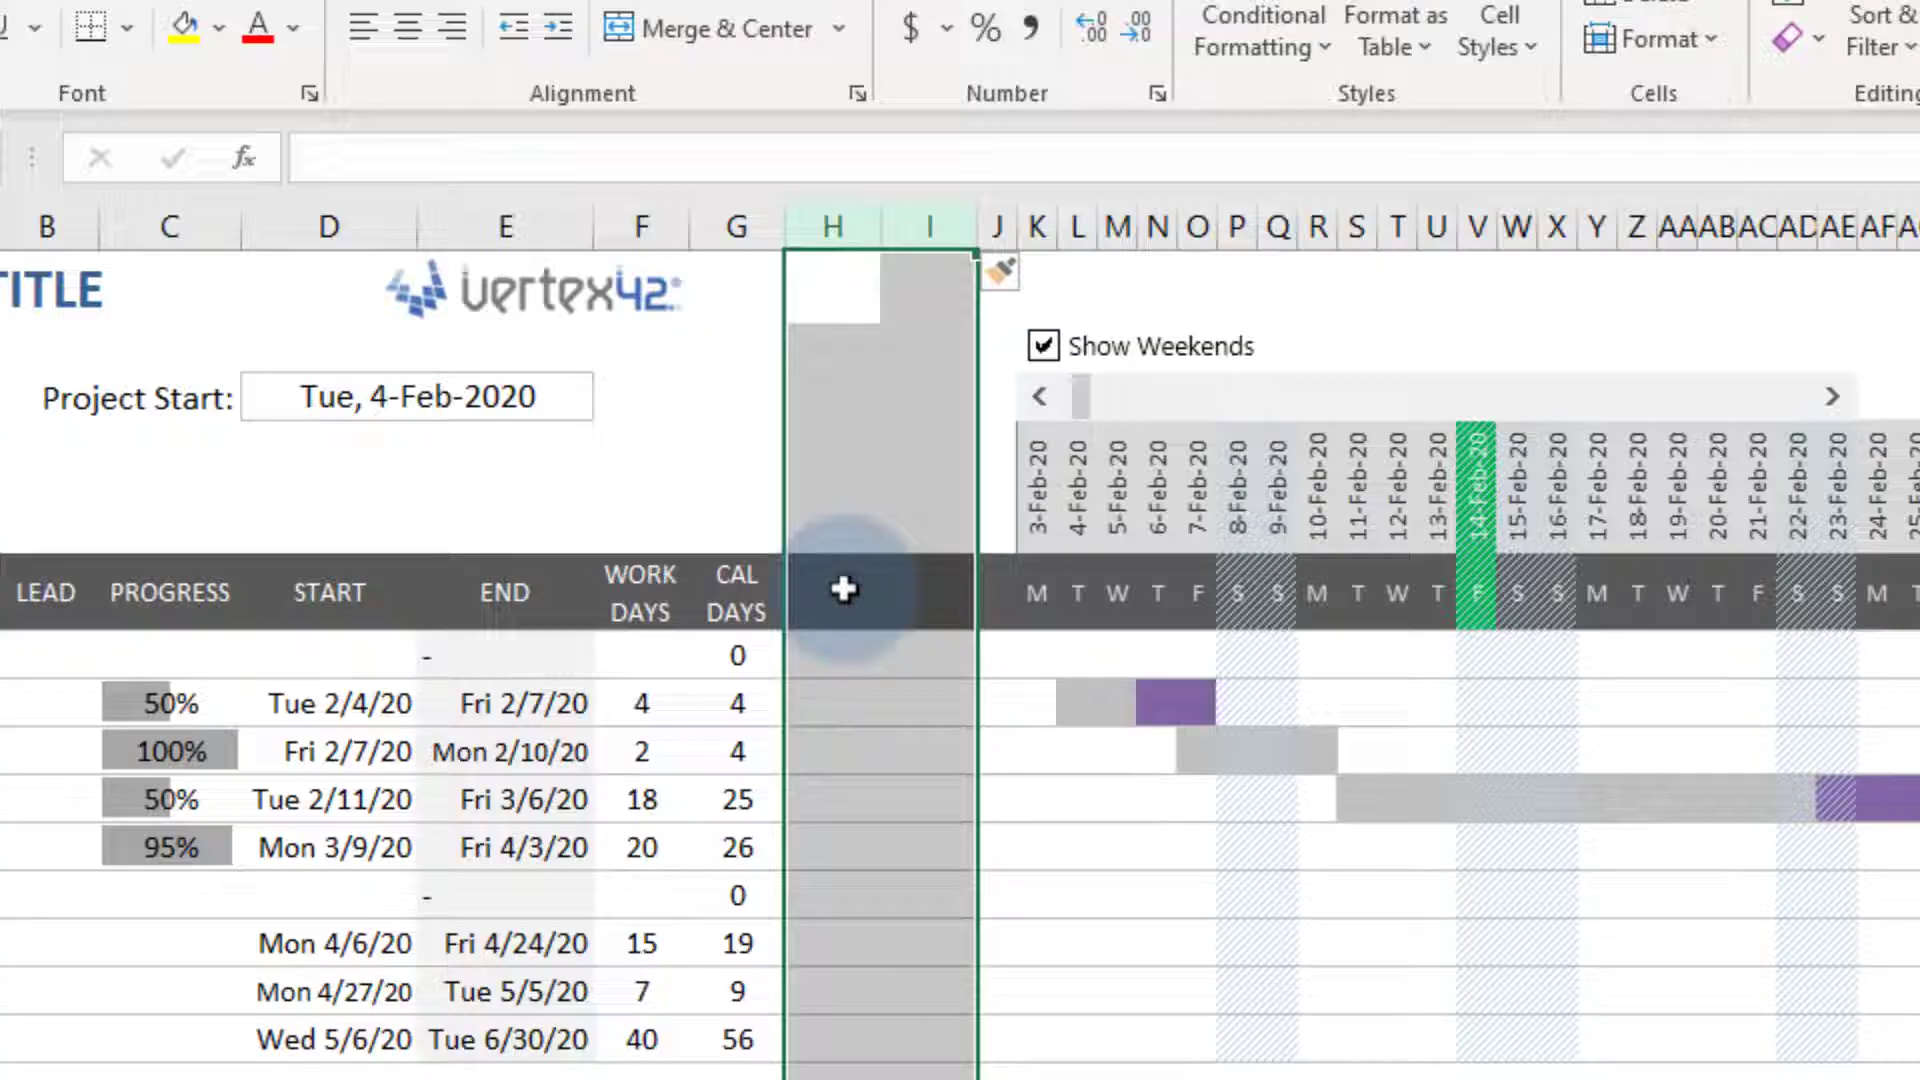 Merge & Center
$ % 
Conditional Formatting
Format as Table
Cell Styles
Format
Sort & Filter
Font
Alignment
Number
Styles
Cells
Editing
fx
B C D E F G H I J K L M N O P Q R S T U V W X Y Z AA AB AC AD AE AF
TITLE
vertex42
Show Weekends
Project Start: Tue, 4-Feb-2020
3-Feb-20 4-Feb-20 5-Feb-20 6-Feb-20 7-Feb-20 8-Feb-20 9-Feb-20 10-Feb-20 11-Feb-20 12-Feb-20 13-Feb-20 14-Feb-20 15-Feb-20 16-Feb-20 17-Feb-20 18-Feb-20 19-Feb-20 20-Feb-20 21-Feb-20 22-Feb-20 23-Feb-20 24-Feb-20
LEAD PROGRESS START END WORK DAYS CAL DAYS M T W T F S S M T W T F S S M T W T F S S M T
- 0
50% Tue 2/4/20 Fri 2/7/20 4 4
100% Fri 2/7/20 Mon 2/10/20 2 4
50% Tue 2/11/20 Fri 3/6/20 18 25
95% Mon 3/9/20 Fri 4/3/20 20 26
- 0
Mon 4/6/20 Fri 4/24/20 15 19
Mon 4/27/20 Tue 5/5/20 7 9
Wed 5/6/20 Tue 6/30/20 40 56